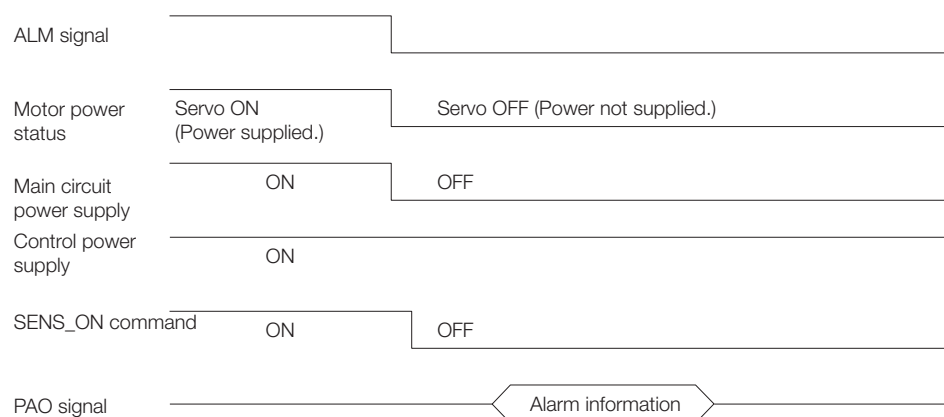 ALM signal
Motor power
status
Servo ON
(Power supplied.)
Servo OFF (Power not supplied.)
Main circuit
power supply
ON
OFF
Control power
supply
ON
SENS_ON command
ON
OFF
PAO signal
Alarm information